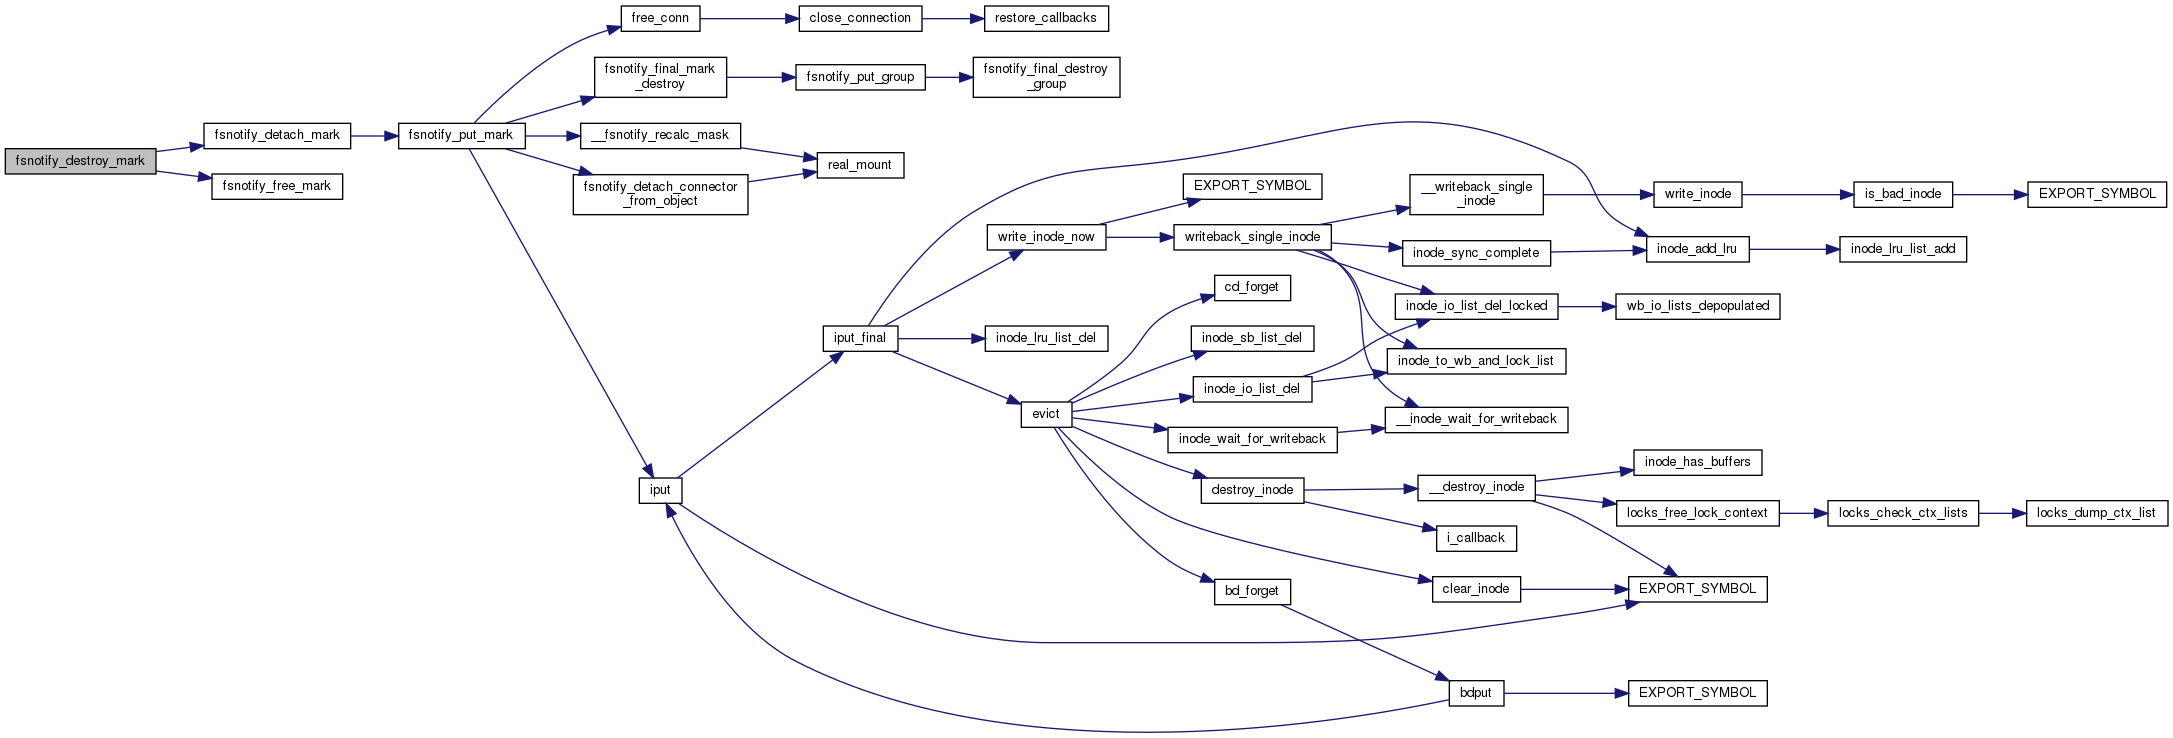 free_conn
close_connection
restore_callbacks
fsnotify_final_mark
_destroy
fsnotify_put_group
fsnotify_final_destroy
_group
fsnotify_destroy_mark
fsnotify_detach_mark
fsnotify_free_mark
fsnotify_put_mark
__fsnotify_recalc_mask
fsnotify_detach_connector
_from_object
real_mount
iput
iput_final
write_inode_now
inode_lru_list_del
evict
EXPORT_SYMBOL
writeback_single_inode
cd_forget
inode_sb_list_del
inode_io_list_del
inode_wait_for_writeback
destroy_inode
bd_forget
__writeback_single
_inode
inode_sync_complete
inode_io_list_del_locked
inode_to_wb_and_lock_list
__inode_wait_for_writeback
__destroy_inode
i_callback
clear_inode
bdput
write_inode
inode_add_lru
wb_io_lists_depopulated
inode_has_buffers
locks_free_lock_context
EXPORT_SYMBOL
EXPORT_SYMBOL
is_bad_inode
inode_lru_list_add
locks_check_ctx_lists
EXPORT_SYMBOL
locks_dump_ctx_list